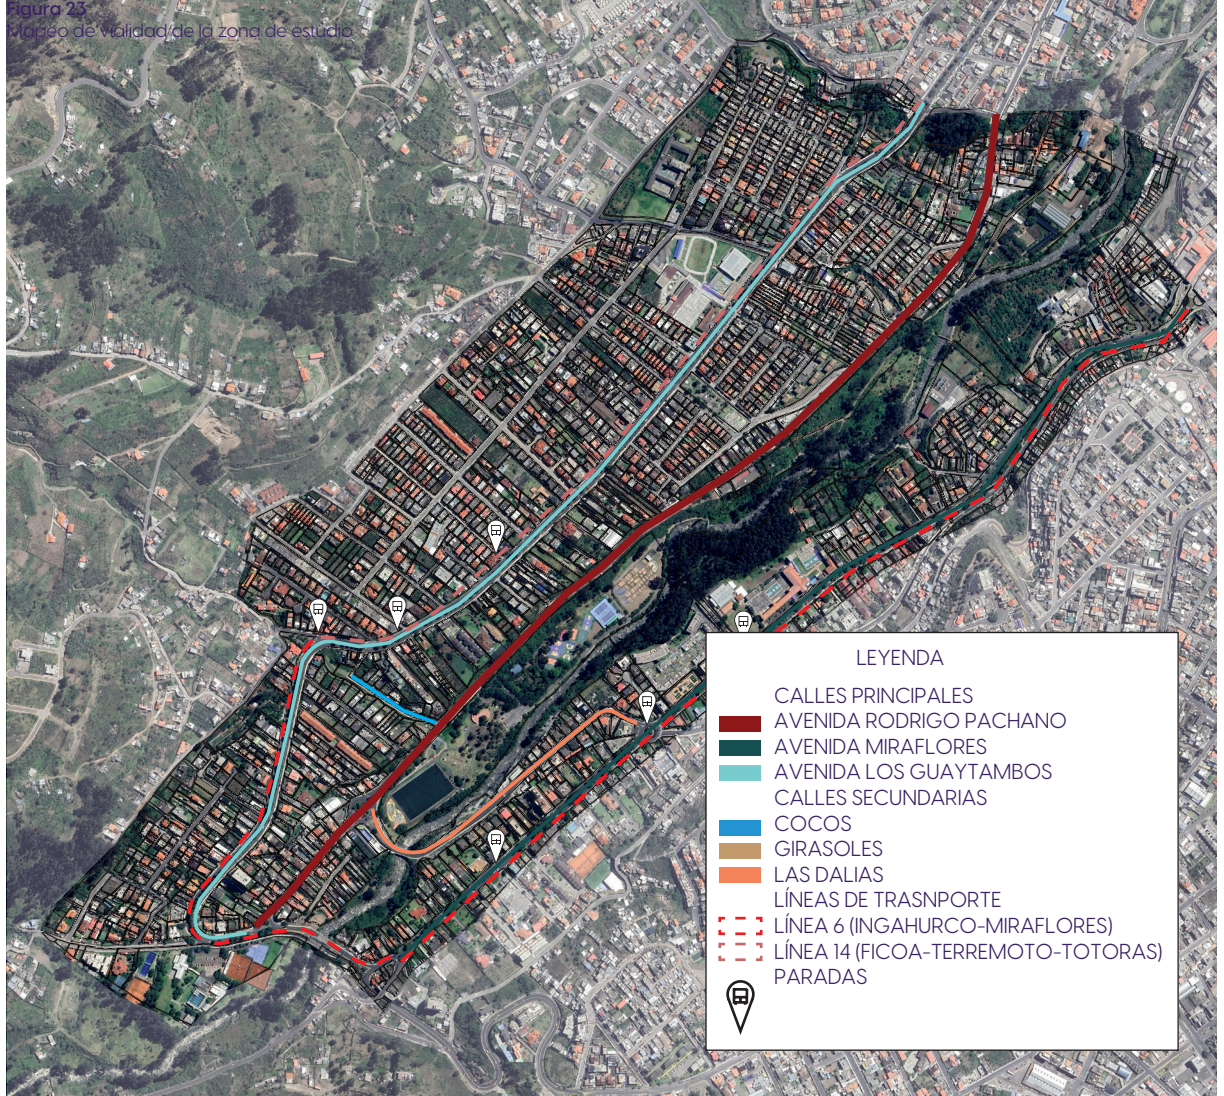 Figura 23
Mapeo de vialidad de la zona de estudio
LEYENDA
CALLES PRINCIPALES
AVENIDA RODRIGO PACHANO
AVENIDA MIRAFLORES
AVENIDA LOS GUAYTAMBOS
CALLES SECUNDARIAS
COCOS
GIRASOLES
LAS DALIAS
LÍNEAS DE TRASNPORTE
LÍNEA 6 (INGAHURCO-MIRAFLORES)
LÍNEA 14 (FICOA-TERREMOTO-TOTORAS)
PARADAS